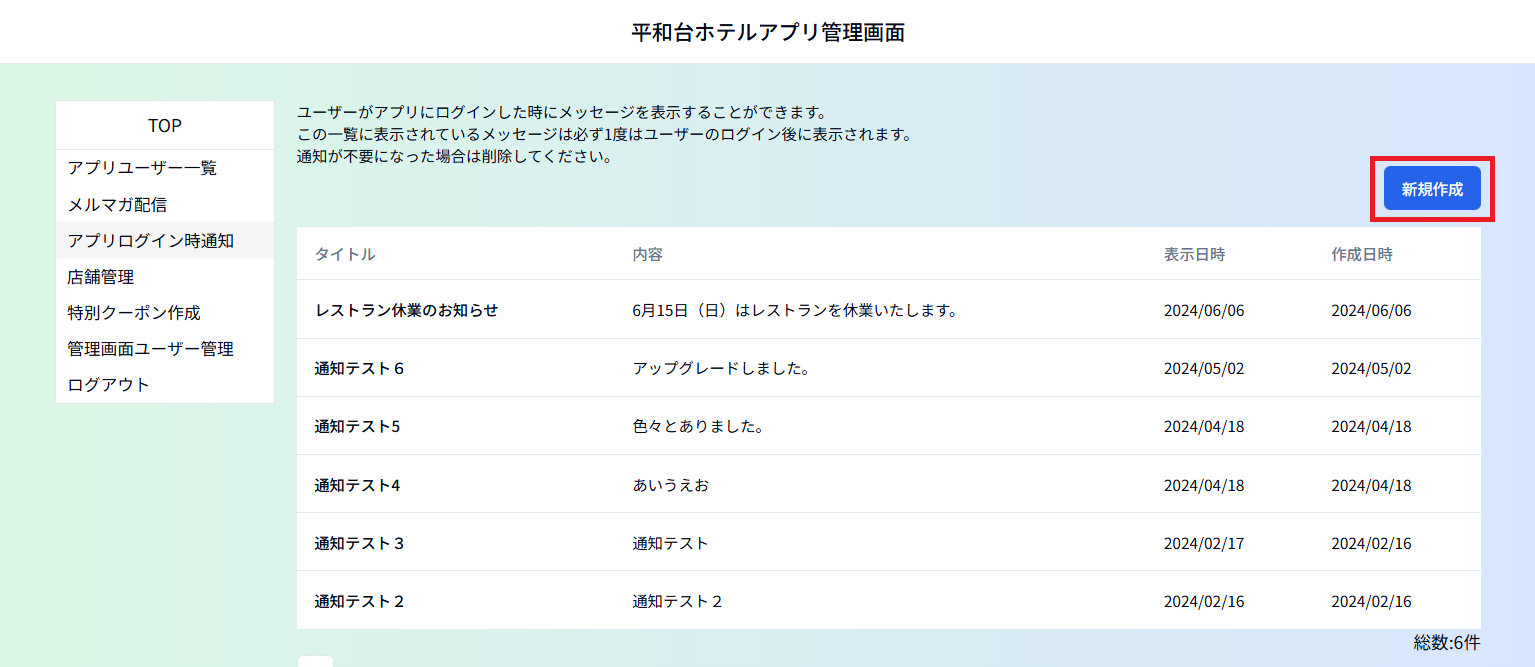 平和台ホテルアプリ管理画面
TOP
アプリユーザー一覧
メルマガ配信
アプリログイン時通知
店舗管理
特別クーポン作成
管理画面ユーザー管理
ログアウト
ユーザーがアプリにログインした時にメッセージを表示することができます。
この一覧に表示されているメッセージは必ず1度はユーザーのログイン後に表示されます。
通知が不要になった場合は削除してください。
新規作成
タイトル 内容 表示日時 作成日時
レストラン休業のお知らせ 6月15日（日）はレストランを休業いたします。 2024/06/06 2024/06/06
通知テスト６ アップグレードしました。 2024/05/02 2024/05/02
通知テスト5 色々とありました。 2024/04/18 2024/04/18
通知テスト4 あいうえお 2024/04/18 2024/04/18
通知テスト３ 通知テスト 2024/02/17 2024/02/16
通知テスト２ 通知テスト２ 2024/02/16 2024/02/16
総数:6件